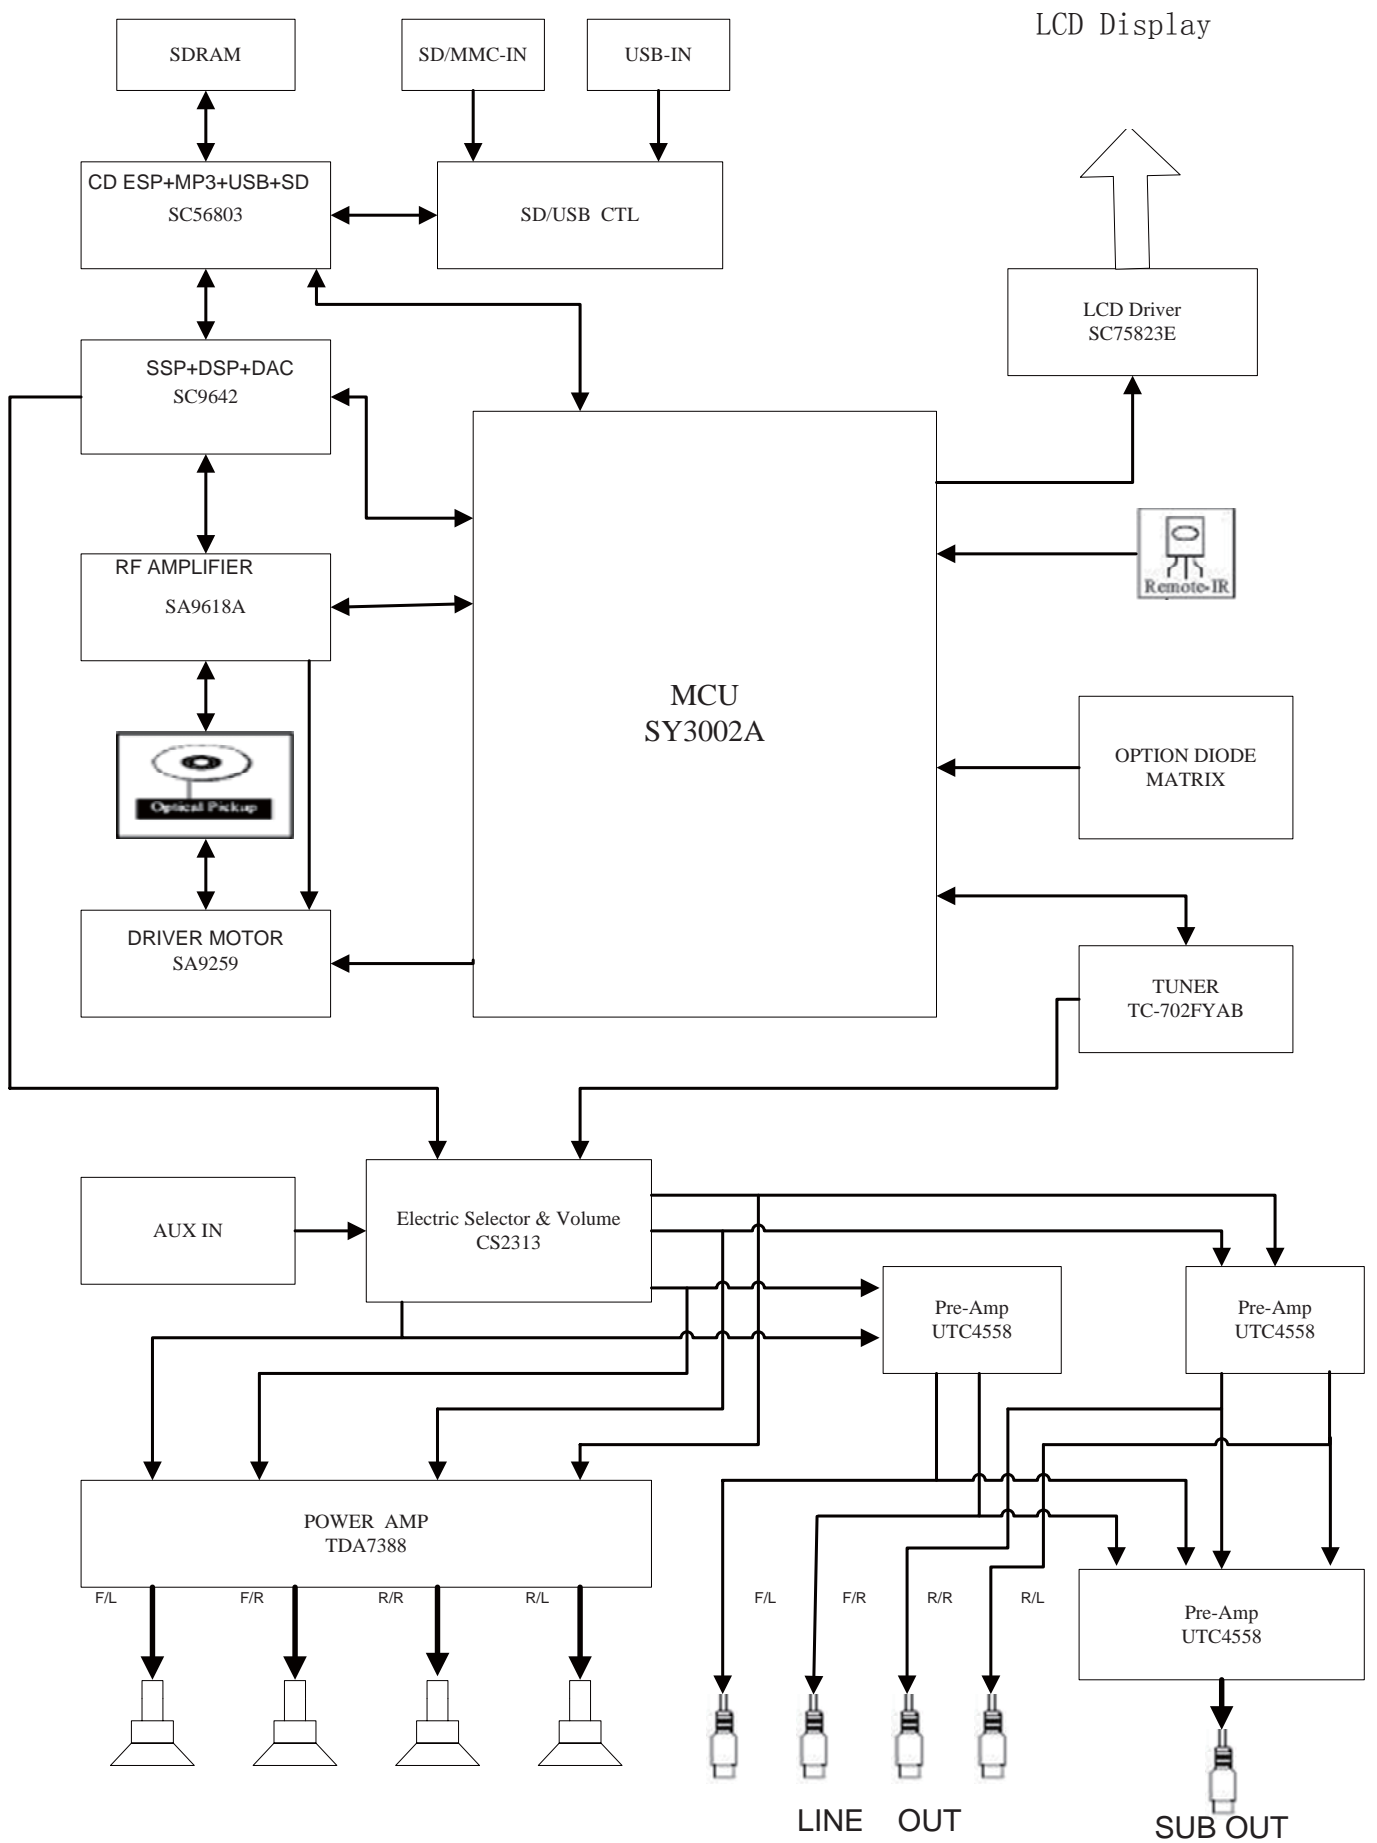 LCD Display
SDRAM
SD/MMC-IN
USB-IN
CD ESP+MP3+USB+SD
SC56803
SD/USB CTL
LCD Driver
SC75823E
SSP+DSP+DAC
SC9642
RF AMPLIFIER
SA9618A
Remote-IR
MCU
SY3002A
OPTION DIODE
MATRIX
Optical Pickup
DRIVER MOTOR
SA9259
TUNER
TC-702FYAB
AUX IN
Electric Selector & Volume
CS2313
Pre-Amp
UTC4558
Pre-Amp
UTC4558
POWER AMP
TDA7388
F/L
F/R
R/R
R/L
F/L
F/R
R/R
R/L
Pre-Amp
UTC4558
LINE OUT
SUB OUT